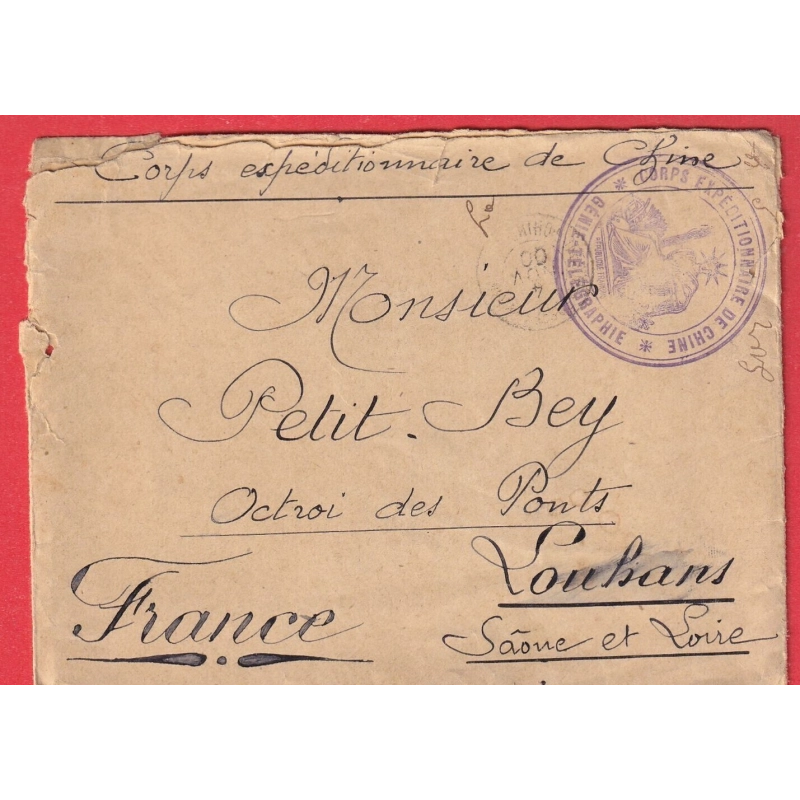 Corps expéditionnaire de Chine
✶ CORPS EXPÉDITIONNAIRE DE CHINE ✶
GÉNIE-TÉLÉGRAPHIE
Monsieur
Petit-Bey
Octroi des Ponts
Louhans
France
Saône et Loire